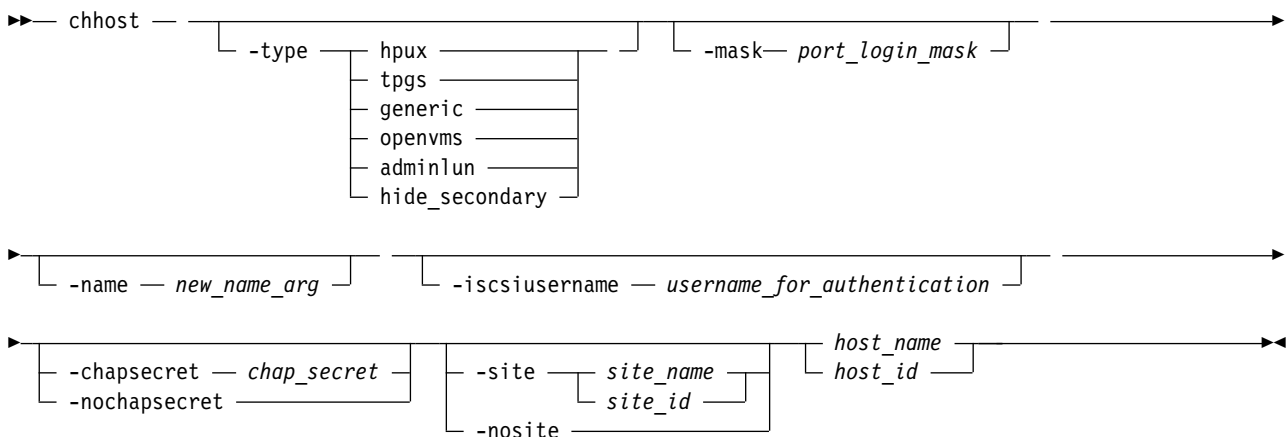 chhost
-type hpux -mask port_login_mask
tpgs
generic
openvms
adminlun
hide_secondary
-name new_name_arg -iscsiusername username_for_authentication
host_name
-chapsecret chap_secret -site site_name host_id
-nochapsecret site_id
-nosite